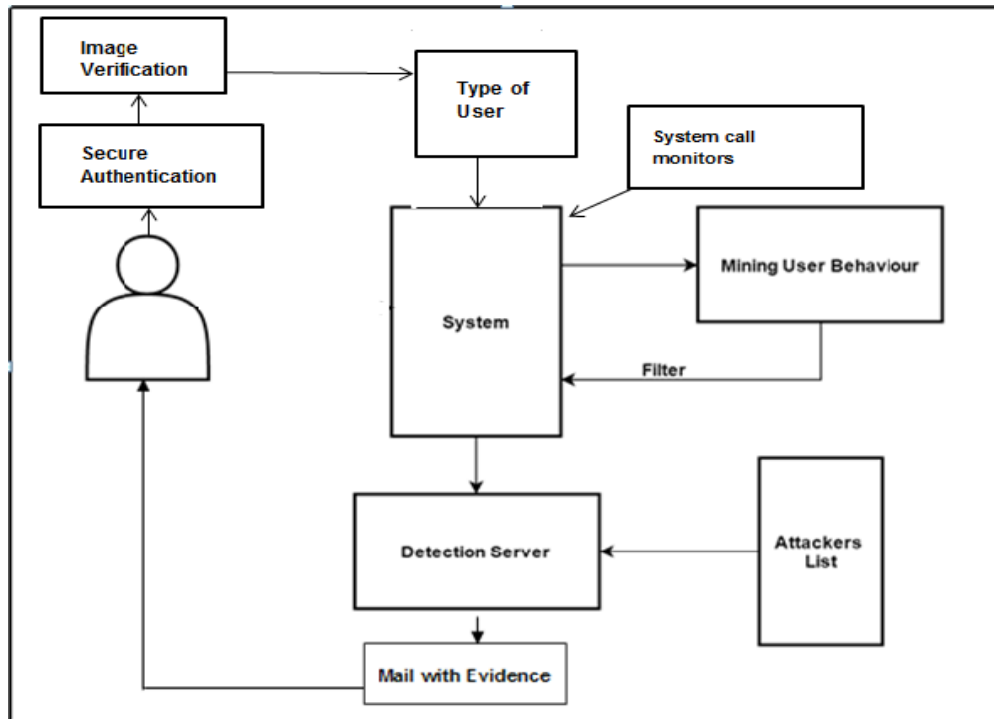 Image
Verification
Type of
User
System call
monitors
Secure
Authentication
Mining User Behaviour
System
Filter
Detection Server
Attackers
List
Mail with Evidence